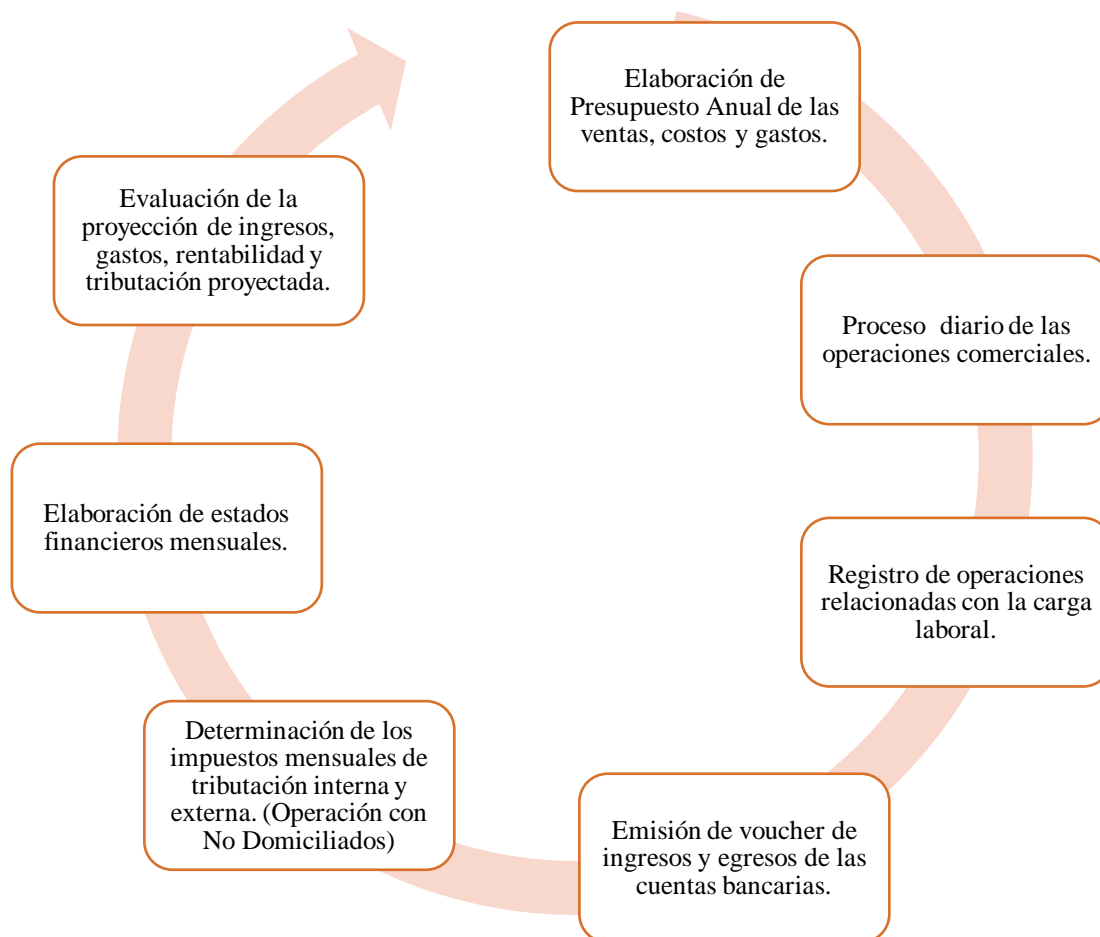 Elaboración de
Presupuesto Anual de las
ventas, costos y gastos.
Proceso diario de las
operaciones comerciales.
Registro de operaciones
relacionadas con la carga
laboral.
Emisión de voucher de
ingresos y egresos de las
cuentas bancarias.
Determinación de los
impuestos mensuales de
tributación interna y
externa. (Operación con
No Domiciliados)
Elaboración de estados
financieros mensuales.
Evaluación de la
proyección de ingresos,
gastos, rentabilidad y
tributación proyectada.